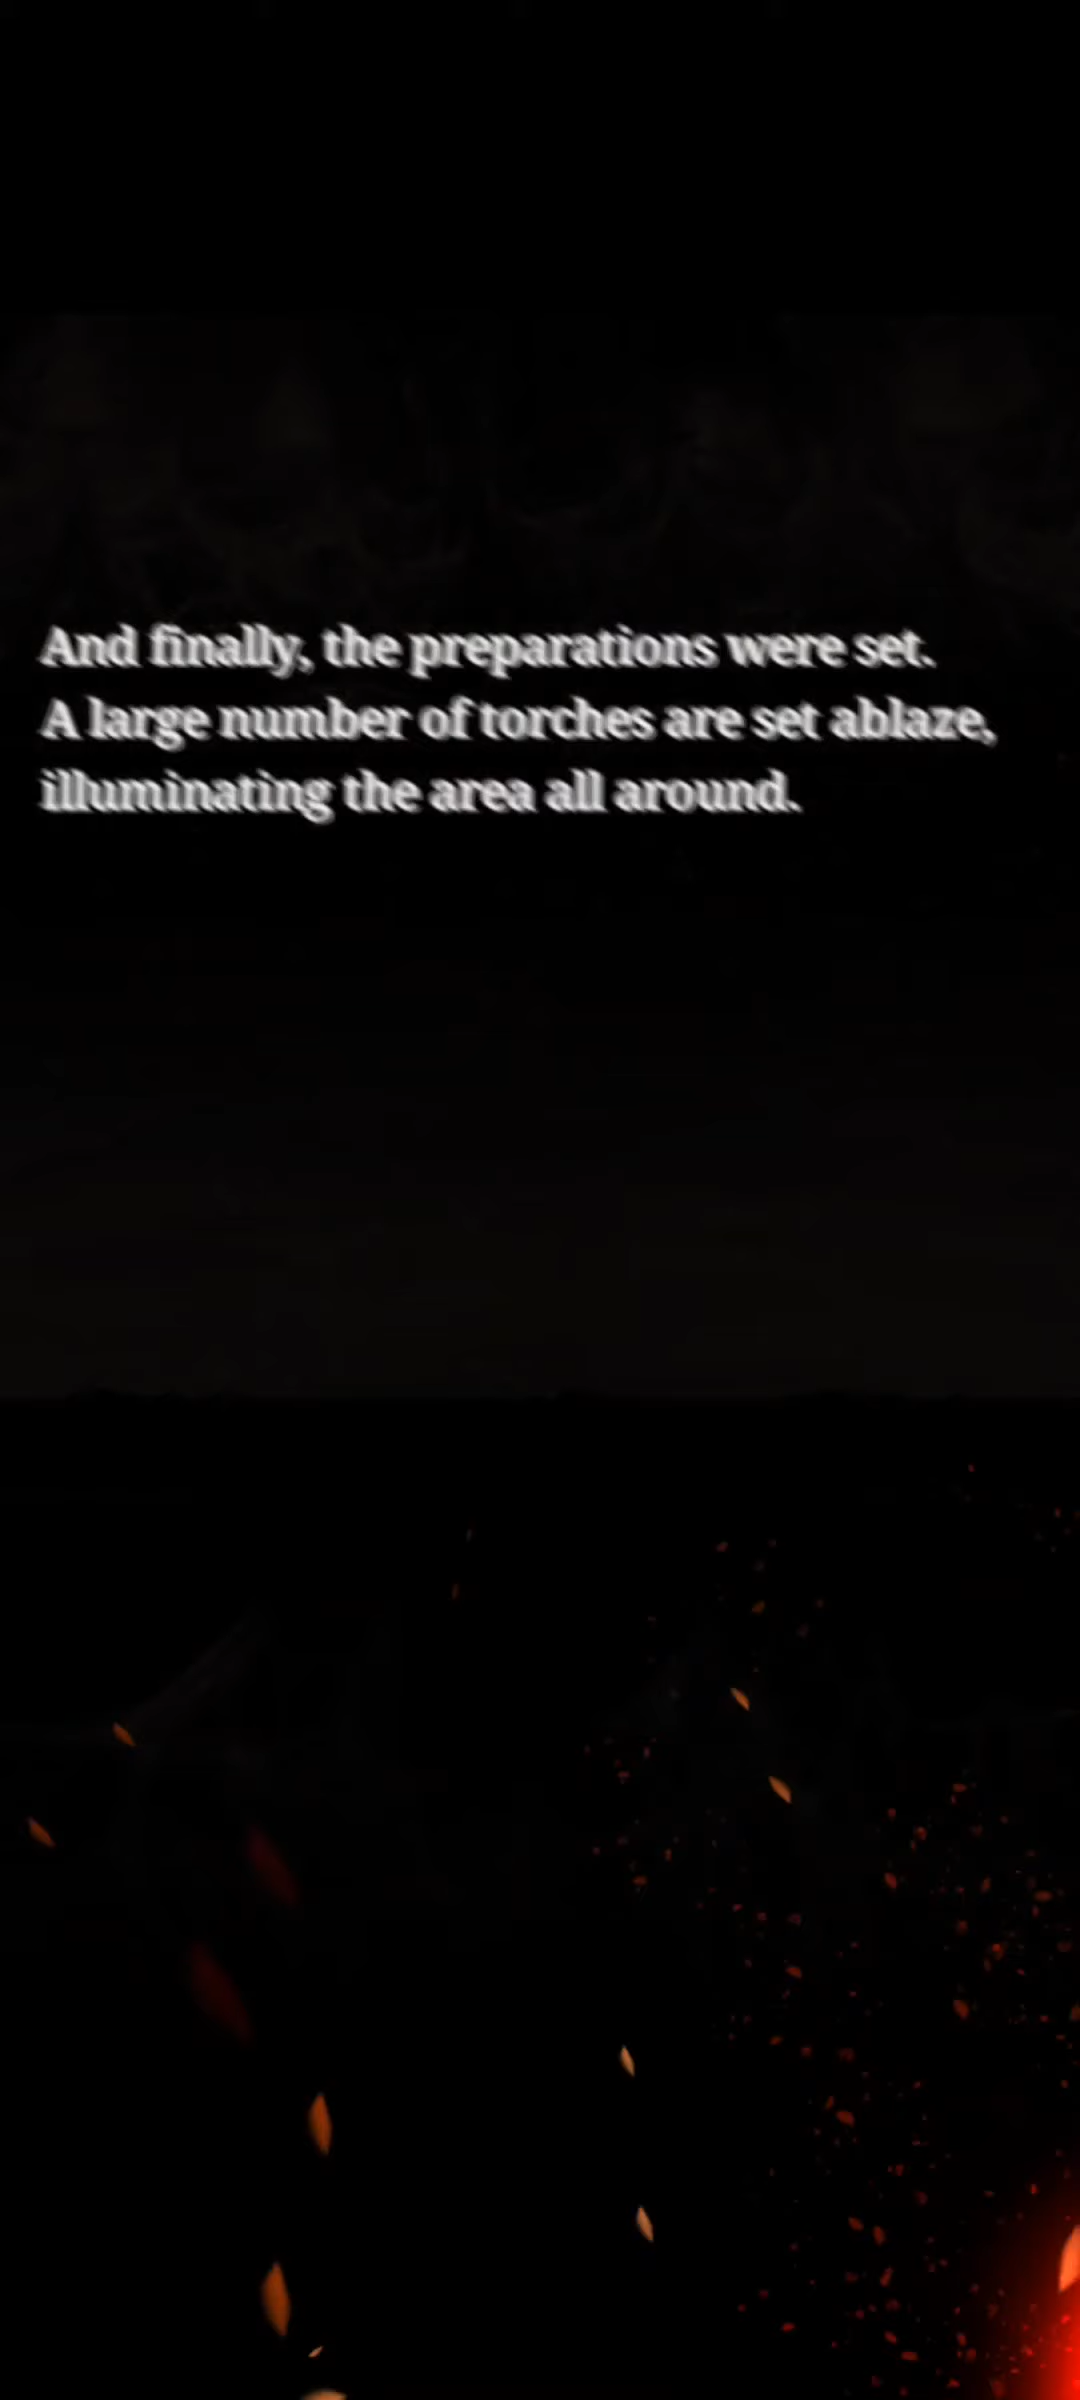 And finally, the preparations were set.
A large number of torches are set ablaze,
illuminating the area all around.